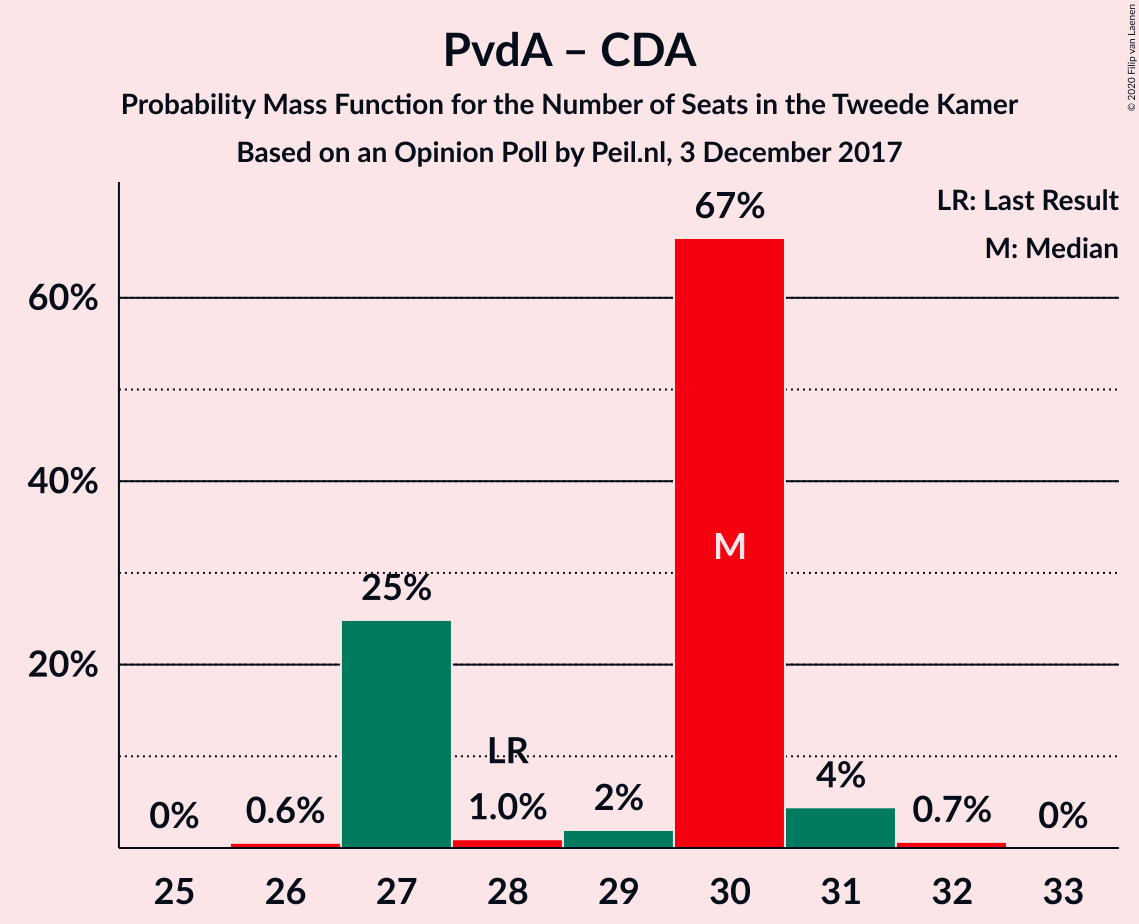 PvdA – CDA
Probability Mass Function for the Number of Seats in the Tweede Kamer
Based on an Opinion Poll by Peil.nl, 3 December 2017
© 2020 Filip van Laenen
LR: Last Result
M: Median
60%
40%
20%
0%
0.6%
25%
LR
1.0%
2%
67%
M
4%
0.7%
0%
25 26 27 28 29 30 31 32 33